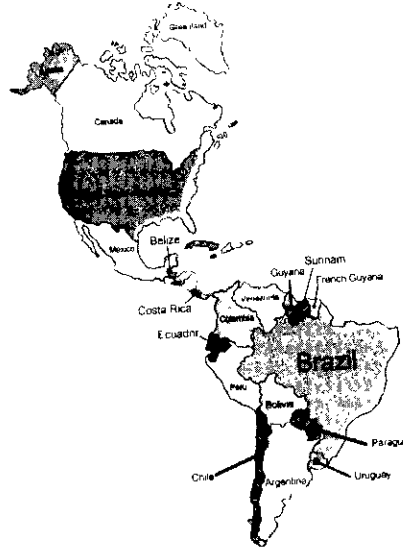 Greenland
Canada
Mexico
Belize
Costa Rica
Ecuador
Guyana
Surinam
French Guyana
Venezuela
Colombia
Brazil
Peru
Bolivia
Paragu
Chile
Argentina
Uruguay